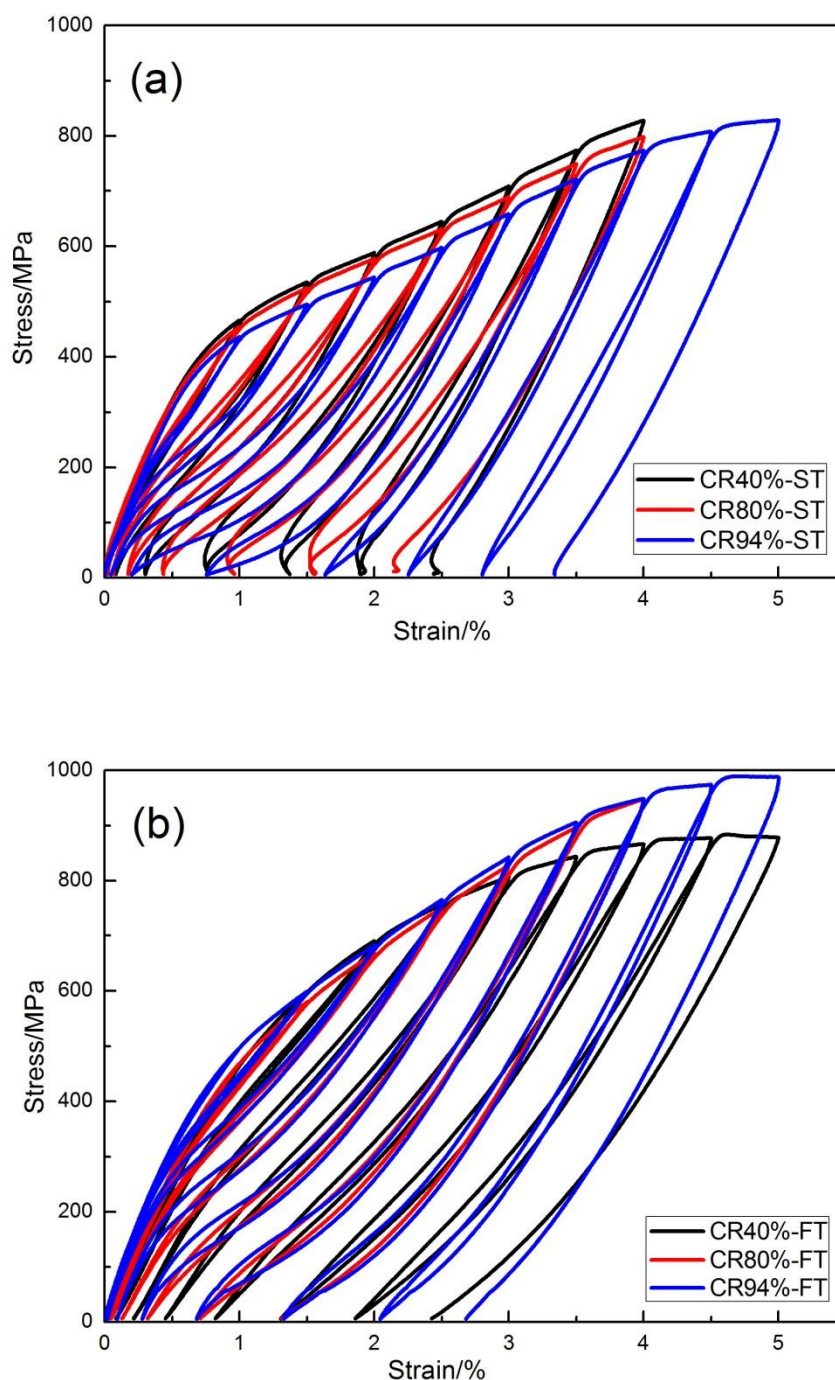 (a)
Stress/MPa
1000
800
600
400
200
0
CR40%-ST
CR80%-ST
CR94%-ST
0 1 2 3 4 5
Strain/%
(b)
Stress/MPa
1000
800
600
400
200
0
CR40%-FT
CR80%-FT
CR94%-FT
0 1 2 3 4 5
Strain/%